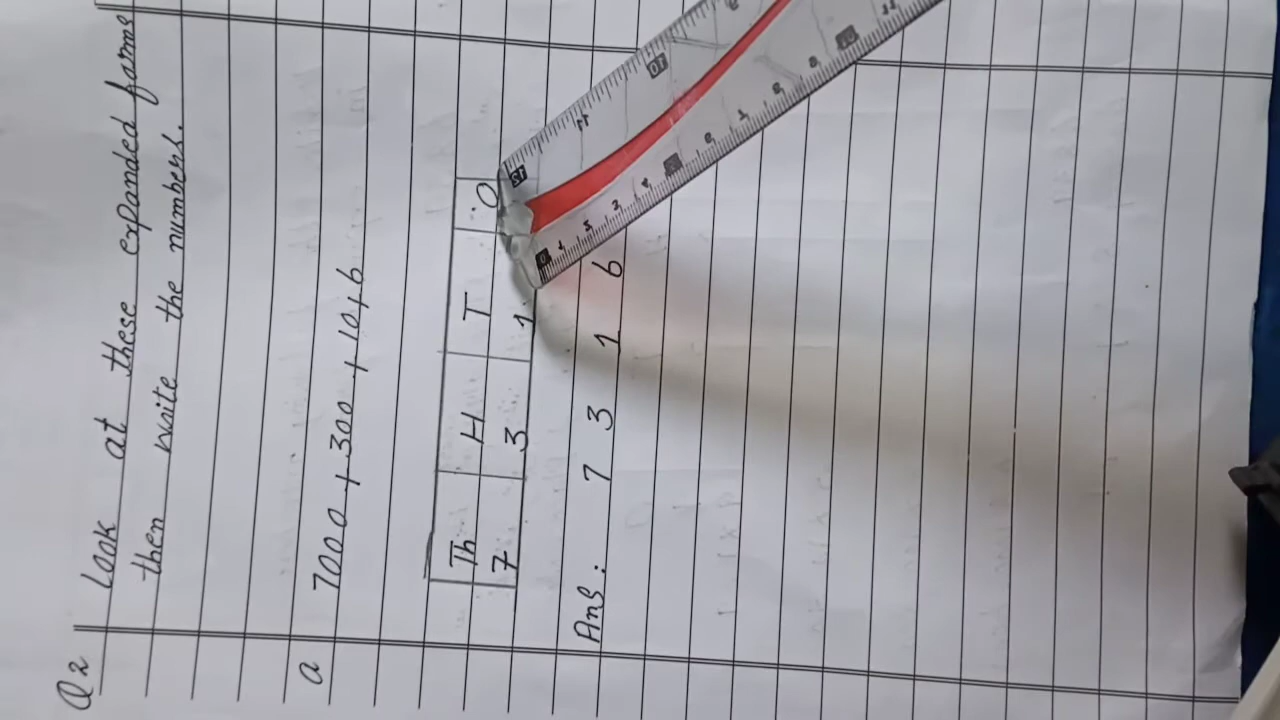 Q2 Look at these expanded forms
then write the numbers.
a 7000 + 300 + 10 + 6
Th H T O
7 3 1
Ans: 7 3 1 6